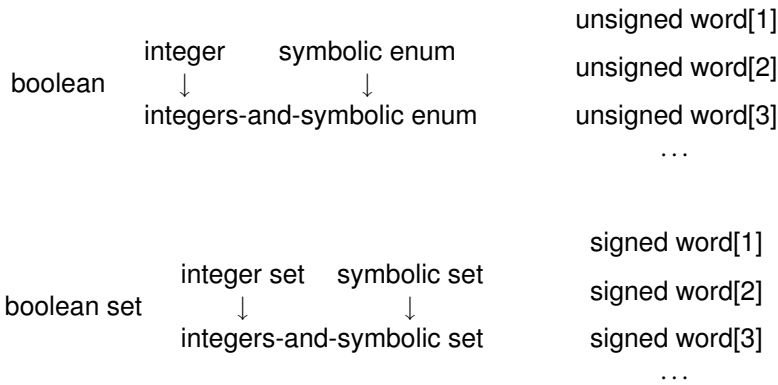 unsigned word[1]
integer symbolic enum
unsigned word[2]
boolean ↓ ↓
integers-and-symbolic enum unsigned word[3]
...
signed word[1]
integer set symbolic set
signed word[2]
boolean set ↓ ↓
integers-and-symbolic set signed word[3]
...